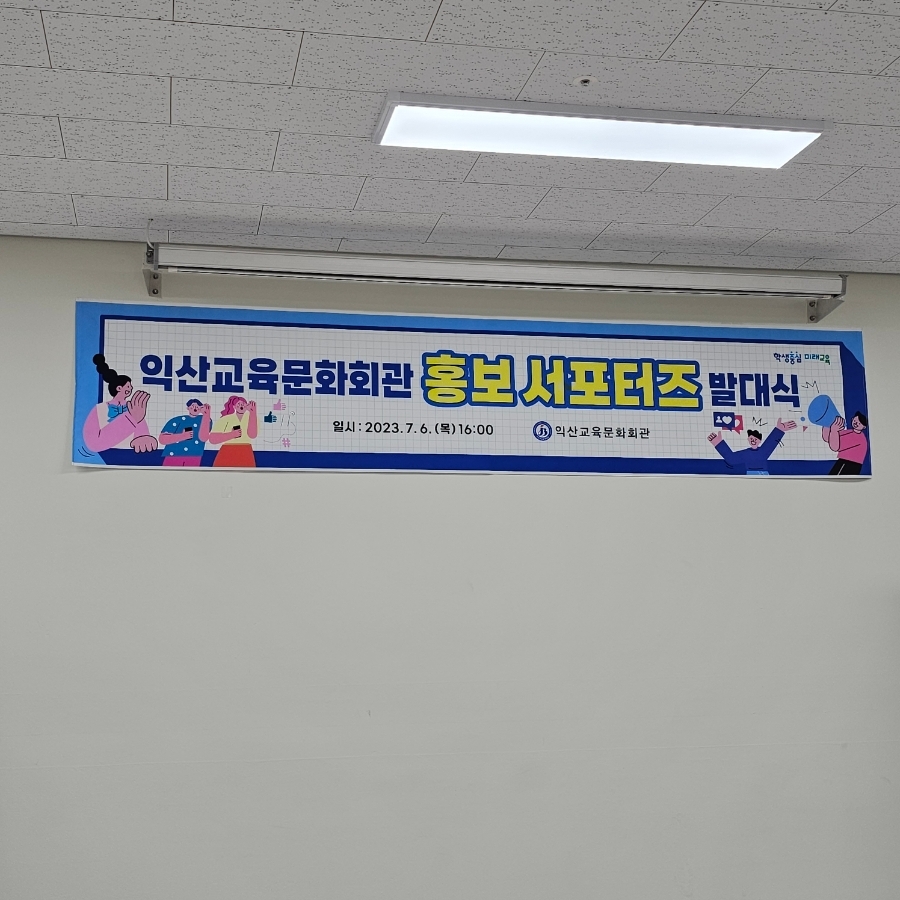 학생중심 미래교육
익산교육문화회관 홍보 서포터즈 발대식
일시 : 2023. 7. 6. (목) 16:00 익산교육문화회관
#